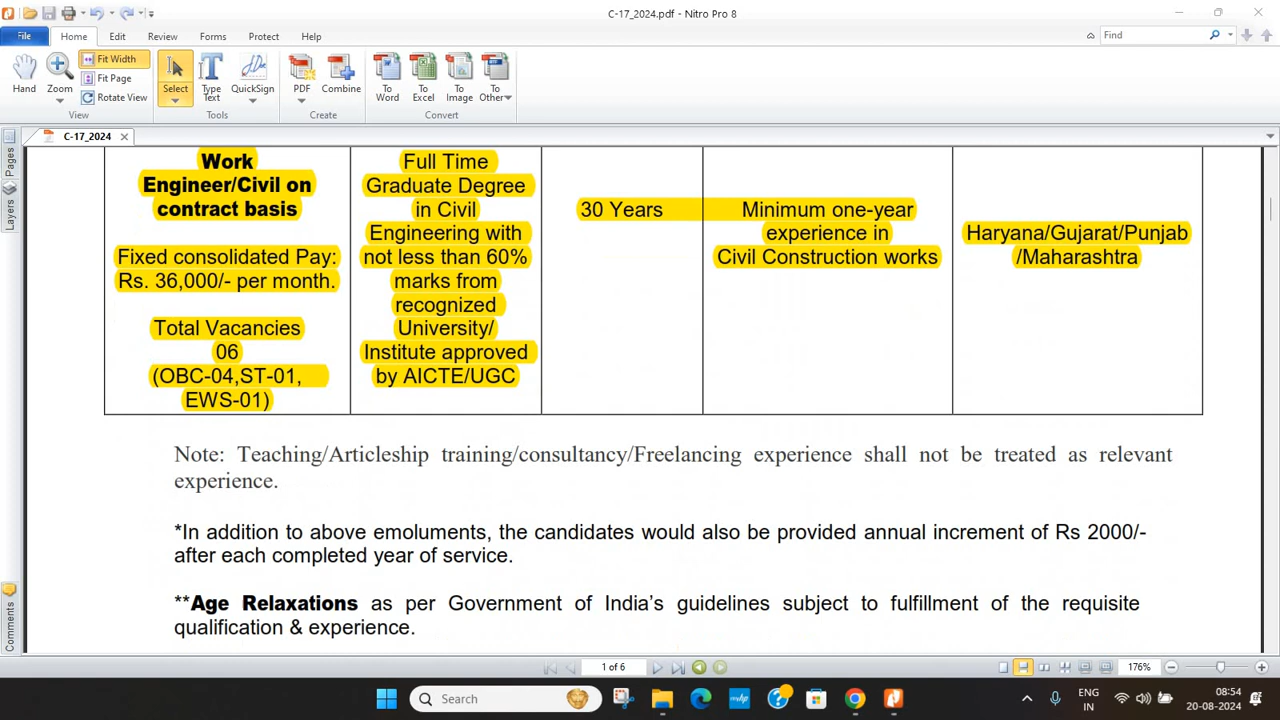 C-17_2024.pdf - Nitro Pro 8
File Home Edit Review Forms Protect Help
Find
Hand
Zoom
Fit Width
Fit Page
Rotate View
View
Select
Type
Text
QuickSign
Tools
PDF
Combine
Create
To
Word
To
Excel
To
Image
To
Other
Convert
C-17_2024
Pages
Layers
Comments
Work
Engineer/Civil on
contract basis
Fixed consolidated Pay:
Rs. 36,000/- per month.
Total Vacancies
06
(OBC-04,ST-01,
EWS-01)
Full Time
Graduate Degree
in Civil
Engineering with
not less than 60%
marks from
recognized
University/
Institute approved
by AICTE/UGC
30 Years
Minimum one-year
experience in
Civil Construction works
Haryana/Gujarat/Punjab
/Maharashtra
Note: Teaching/Articleship training/consultancy/Freelancing experience shall not be treated as relevant
experience.
*In addition to above emoluments, the candidates would also be provided annual increment of Rs 2000/-
after each completed year of service.
**Age Relaxations as per Government of India's guidelines subject to fulfillment of the requisite
qualification & experience.
1 of 6
176%
Search
ENG
IN
08:54
20-08-2024